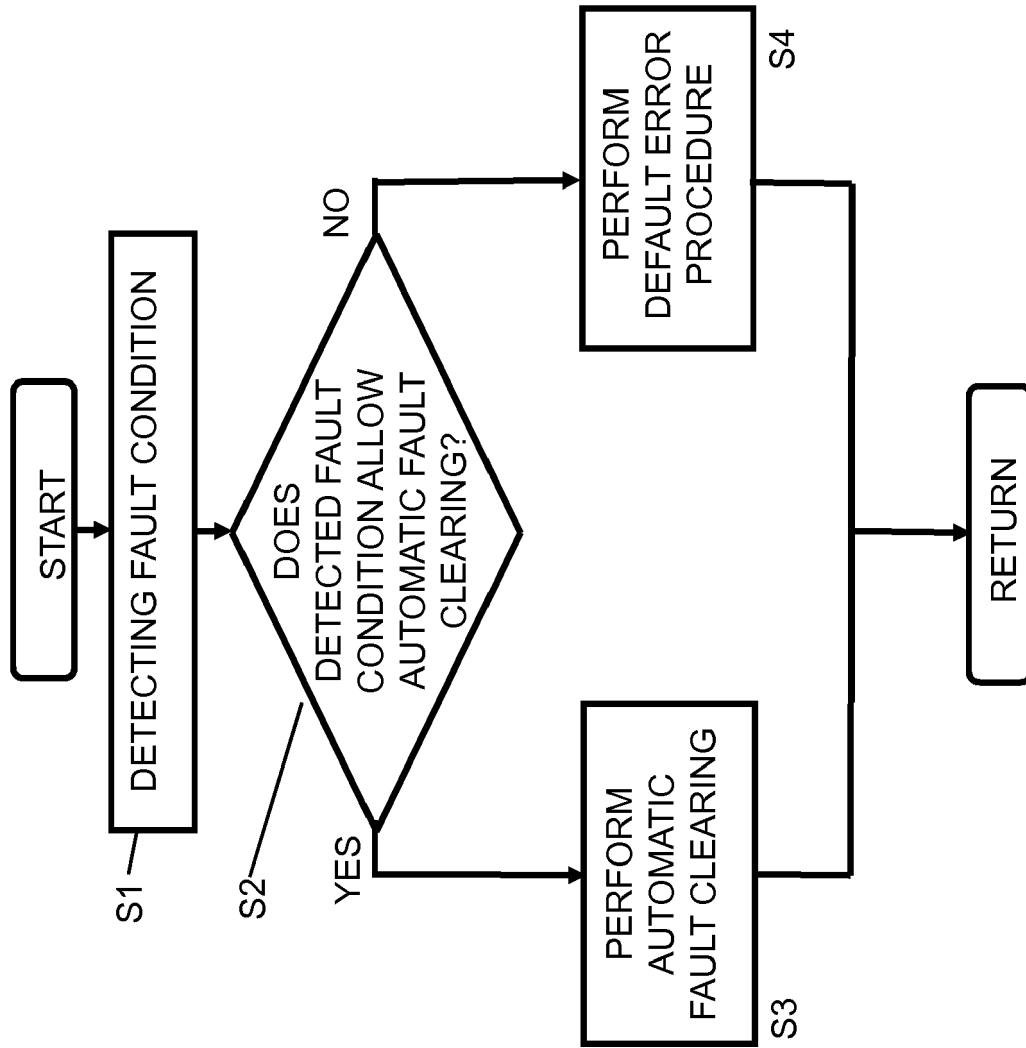 START
DETECTING FAULT CONDITION
S1
DOES
DETECTED FAULT
CONDITION ALLOW
AUTOMATIC FAULT
CLEARING?
S2
YES
NO
PERFORM
AUTOMATIC
FAULT CLEARING
S3
PERFORM
DEFAULT ERROR
PROCEDURE
S4
RETURN